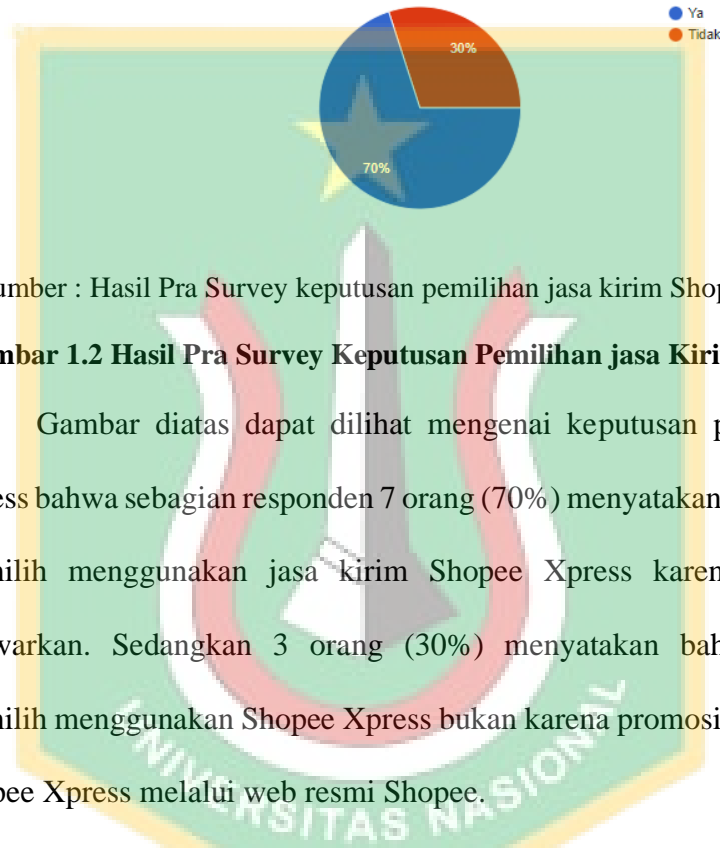 Ya
Tidak
30%
70%
umber : Hasil Pra Survey keputusan pemilihan jasa kirim Shop
mbar 1.2 Hasil Pra Survey Keputusan Pemilihan jasa Kiri
Gambar diatas dapat dilihat mengenai keputusan p
ess bahwa sebagian responden 7 orang (70%) menyatakan
nilih menggunakan jasa kirim Shopee Xpress karen
warkan. Sedangkan 3 orang (30%) menyatakan bah
nilih menggunakan Shopee Xpress bukan karena promosi
pee Xpress melalui web resmi Shopee.
UNIVERSITAS NASIONAL